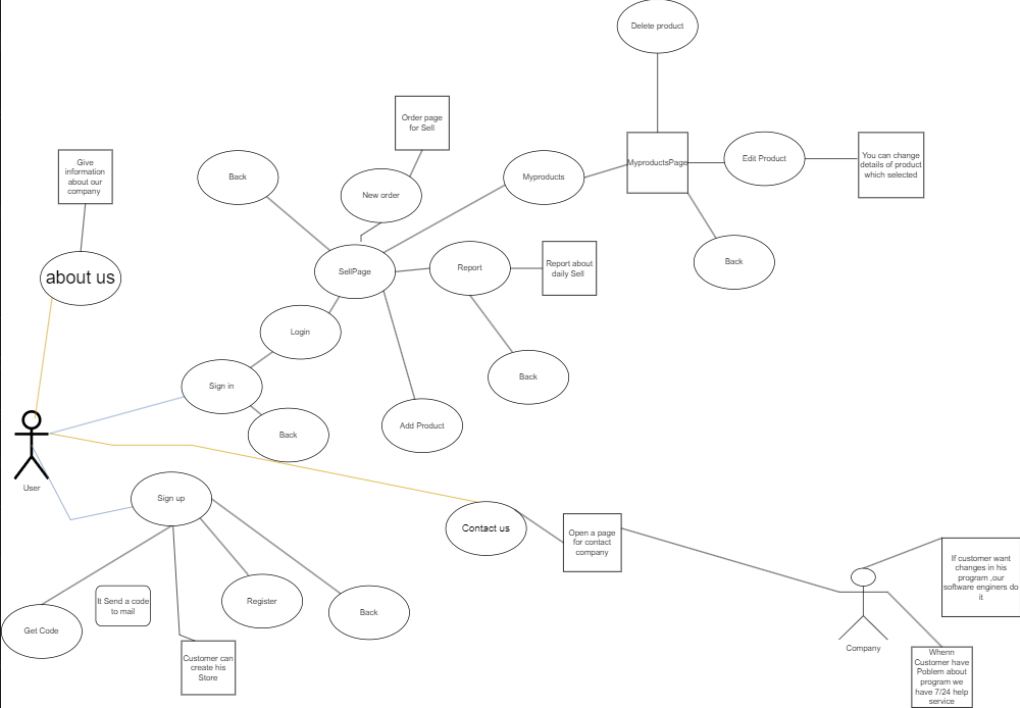 Delete product
Order page
for Sell
Give
information
about our
company
Back
New order
Myproducts
MyproductsPage
Edit Product
You can change
details of product
which selected
about us
SellPage
Report
Report about
daily Sell
Back
Login
Sign in
Back
Back
Add Product
User
Sign up
Contact us
Open a page
for contact
company
If customer want
changes in his
program ,our
software enginers do
it
It Send a code
to mail
Register
Back
Get Code
Customer can
create his
Store
Company
Whenn
Customer have
Poblem about
program we
have 7/24 help
service